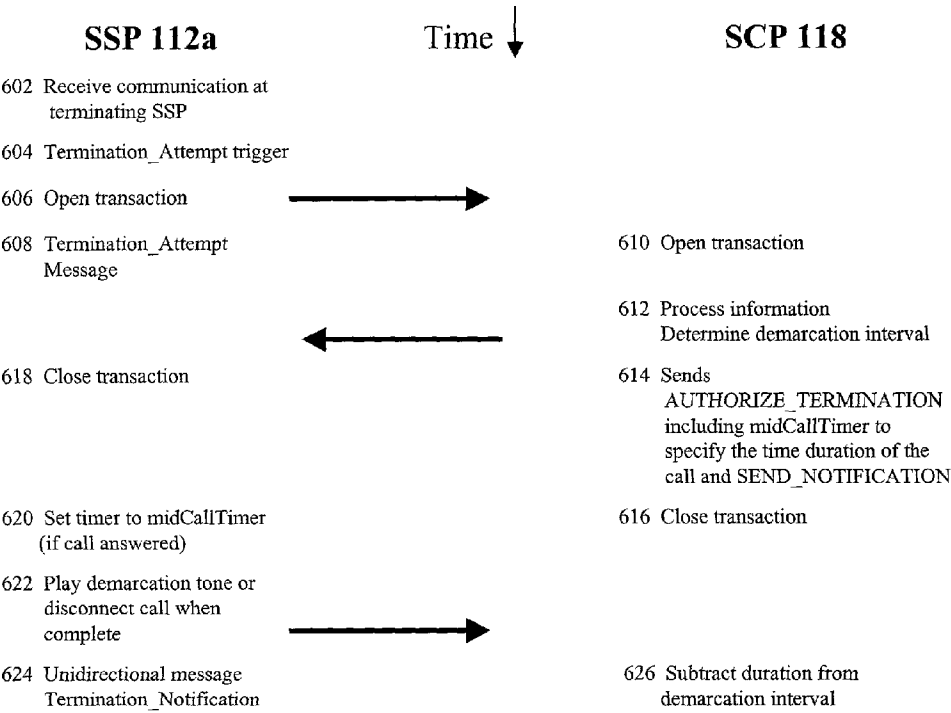 SSP 112a
Time
SCP 118
602 Receive communication at
terminating SSP
604 Termination_Attempt trigger
606 Open transaction
608 Termination_Attempt
Message
610 Open transaction
612 Process information
Determine demarcation interval
618 Close transaction
614 Sends
AUTHORIZE_TERMINATION
including midCallTimer to
specify the time duration of the
call and SEND_NOTIFICATION
620 Set timer to midCallTimer
(if call answered)
616 Close transaction
622 Play demarcation tone or
disconnect call when
complete
624 Unidirectional message
Termination_Notification
626 Subtract duration from
demarcation interval